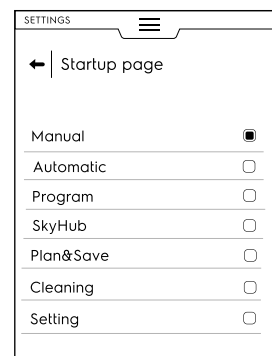 SETTINGS
Startup page
Manual
Automatic
Program
SkyHub
Plan&Save
Cleaning
Setting